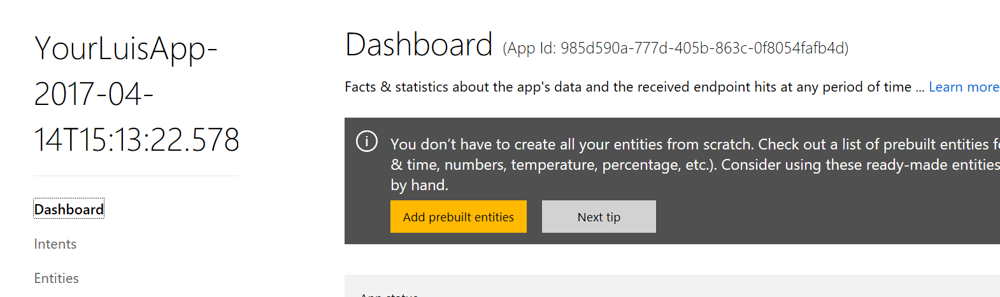 YourLuisApp-
2017-04-
14T15:13:22.578
Dashboard
Intents
Entities
Dashboard (App Id: 985d590a-777d-405b-863c-0f8054fafb4d)
Facts & statistics about the app's data and the received endpoint hits at any period of time ... Learn more
You don’t have to create all your entities from scratch. Check out a list of prebuilt entities
& time, numbers, temperature, percentage, etc.). Consider using these ready-made entities
by hand.
Add prebuilt entities
Next tip
App status